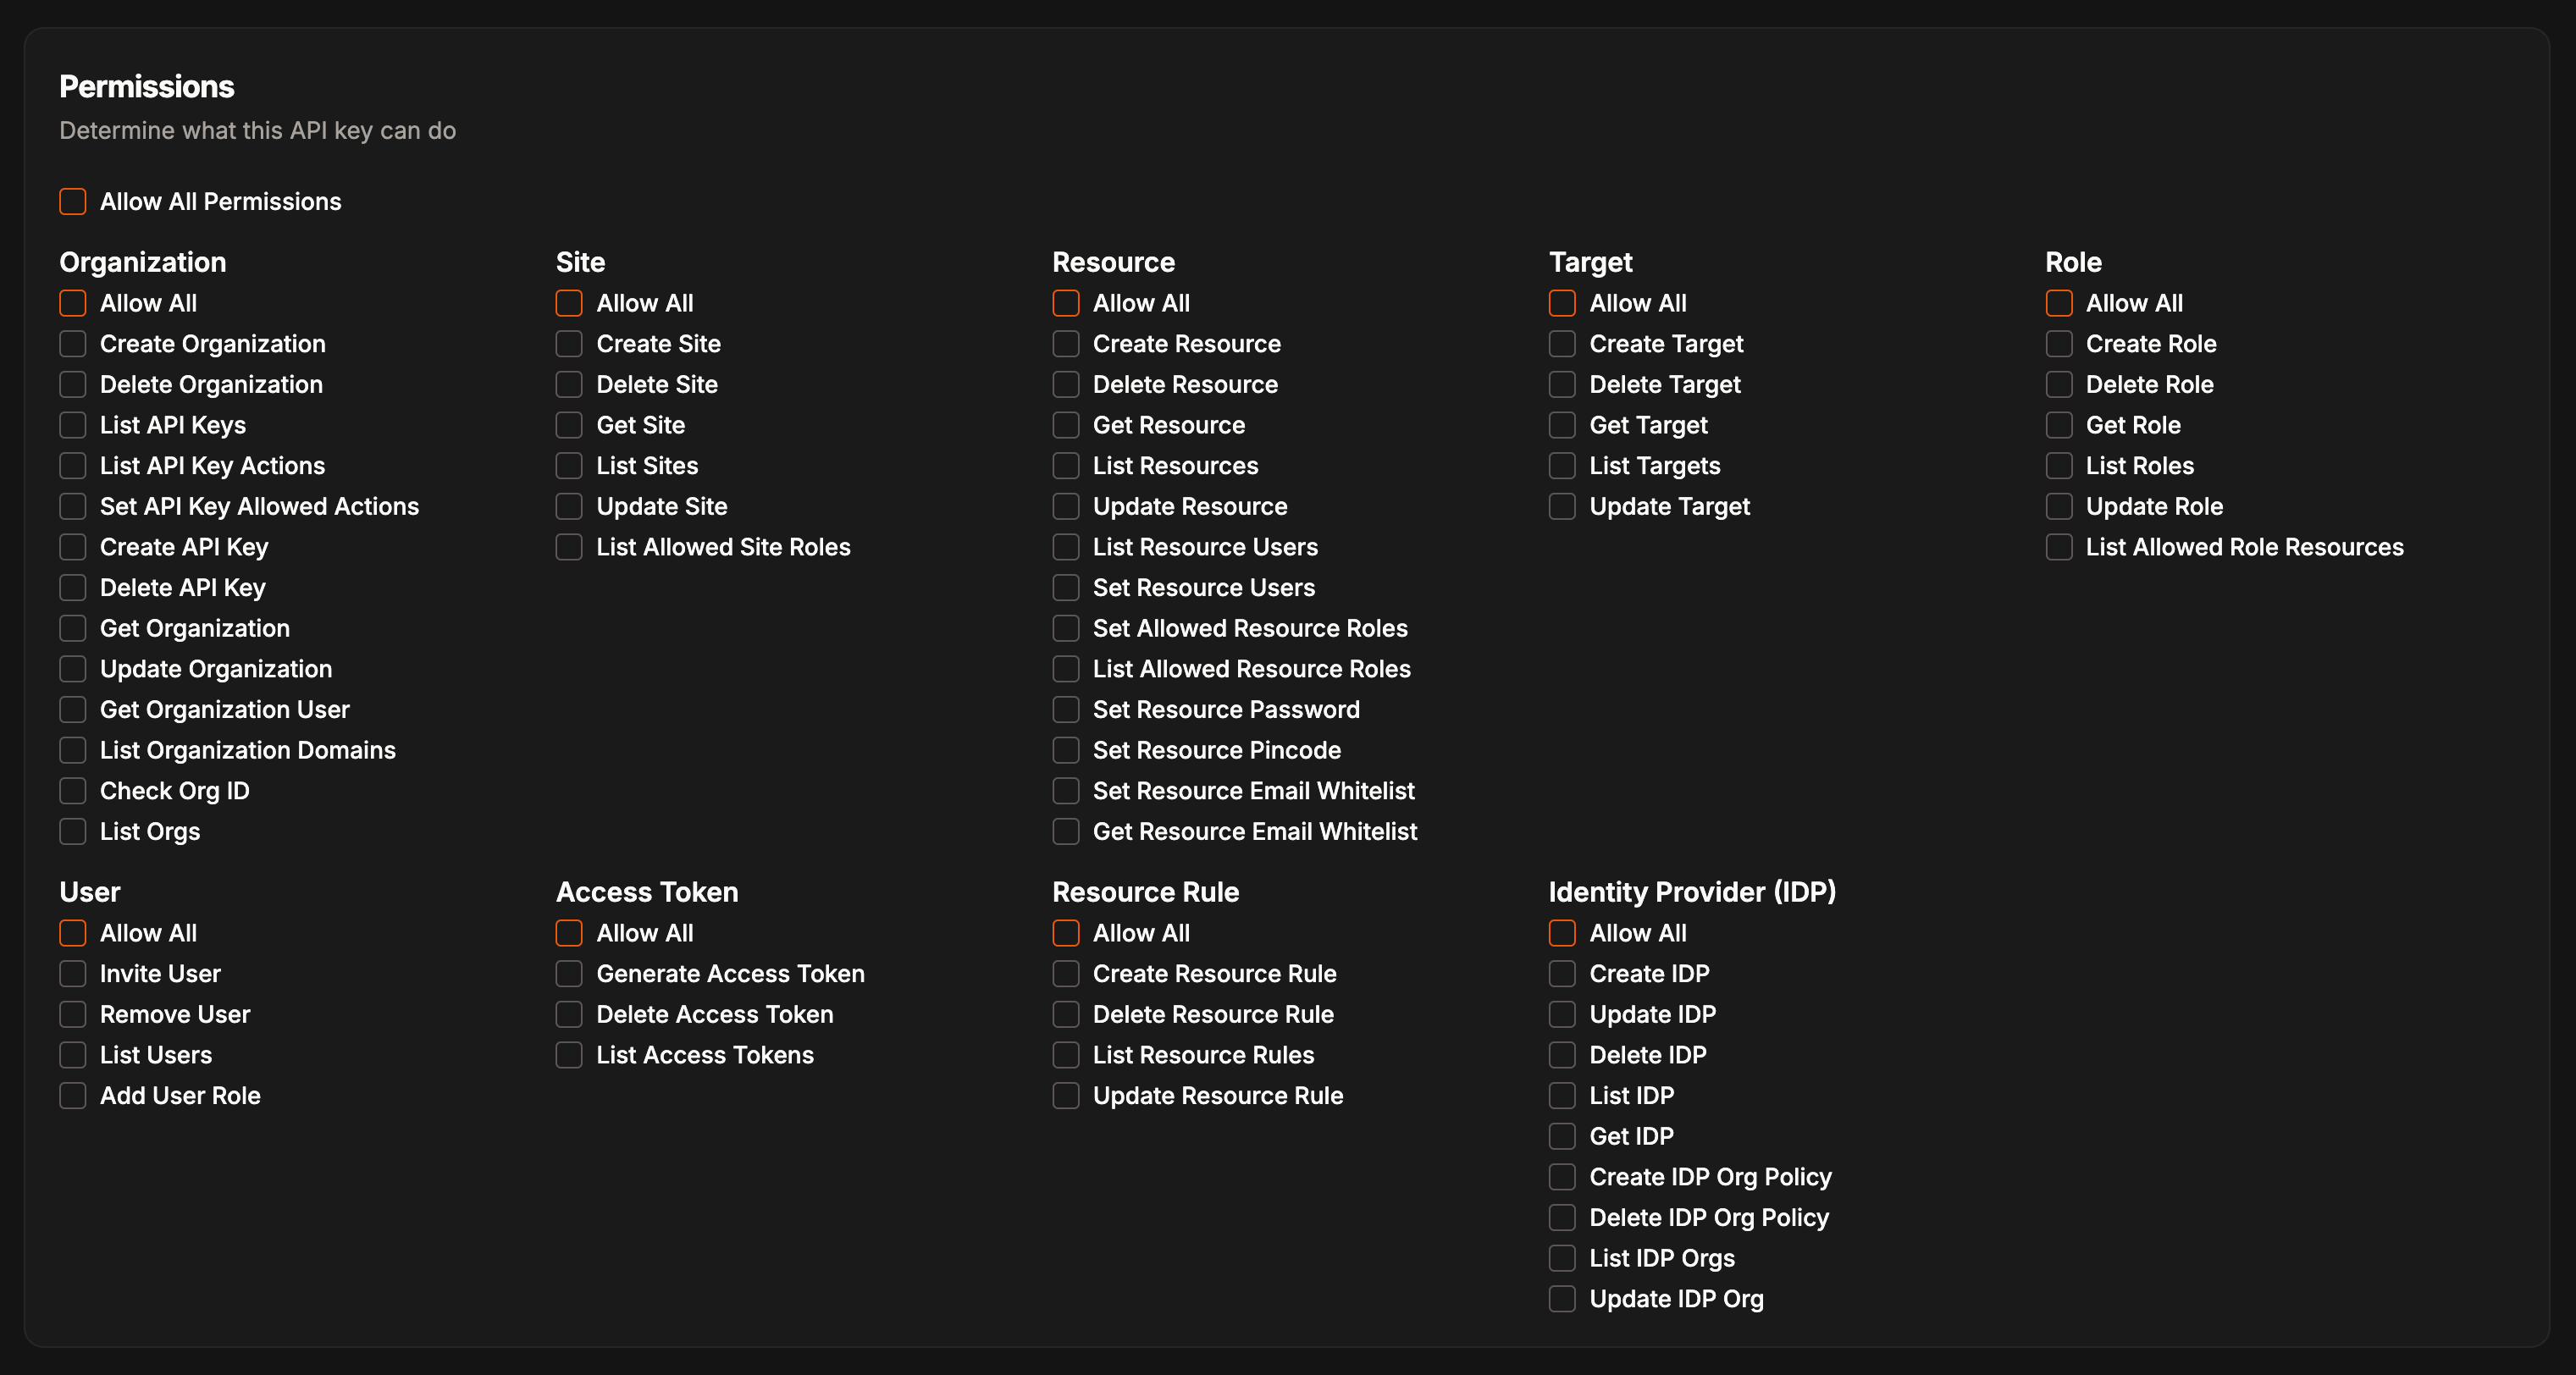 Permissions
Determine what this API key can do
Allow All Permissions
Organization
Allow All
Create Organization
Delete Organization
List API Keys
List API Key Actions
Set API Key Allowed Actions
Create API Key
Delete API Key
Get Organization
Update Organization
Get Organization User
List Organization Domains
Check Org ID
List Orgs
Site
Allow All
Create Site
Delete Site
Get Site
List Sites
Update Site
List Allowed Site Roles
Resource
Allow All
Create Resource
Delete Resource
Get Resource
List Resources
Update Resource
List Resource Users
Set Resource Users
Set Allowed Resource Roles
List Allowed Resource Roles
Set Resource Password
Set Resource Pincode
Set Resource Email Whitelist
Get Resource Email Whitelist
Target
Allow All
Create Target
Delete Target
Get Target
List Targets
Update Target
Role
Allow All
Create Role
Delete Role
Get Role
List Roles
Update Role
List Allowed Role Resources
User
Allow All
Invite User
Remove User
List Users
Add User Role
Access Token
Allow All
Generate Access Token
Delete Access Token
List Access Tokens
Resource Rule
Allow All
Create Resource Rule
Delete Resource Rule
List Resource Rules
Update Resource Rule
Identity Provider (IDP)
Allow All
Create IDP
Update IDP
Delete IDP
List IDP
Get IDP
Create IDP Org Policy
Delete IDP Org Policy
List IDP Orgs
Update IDP Org